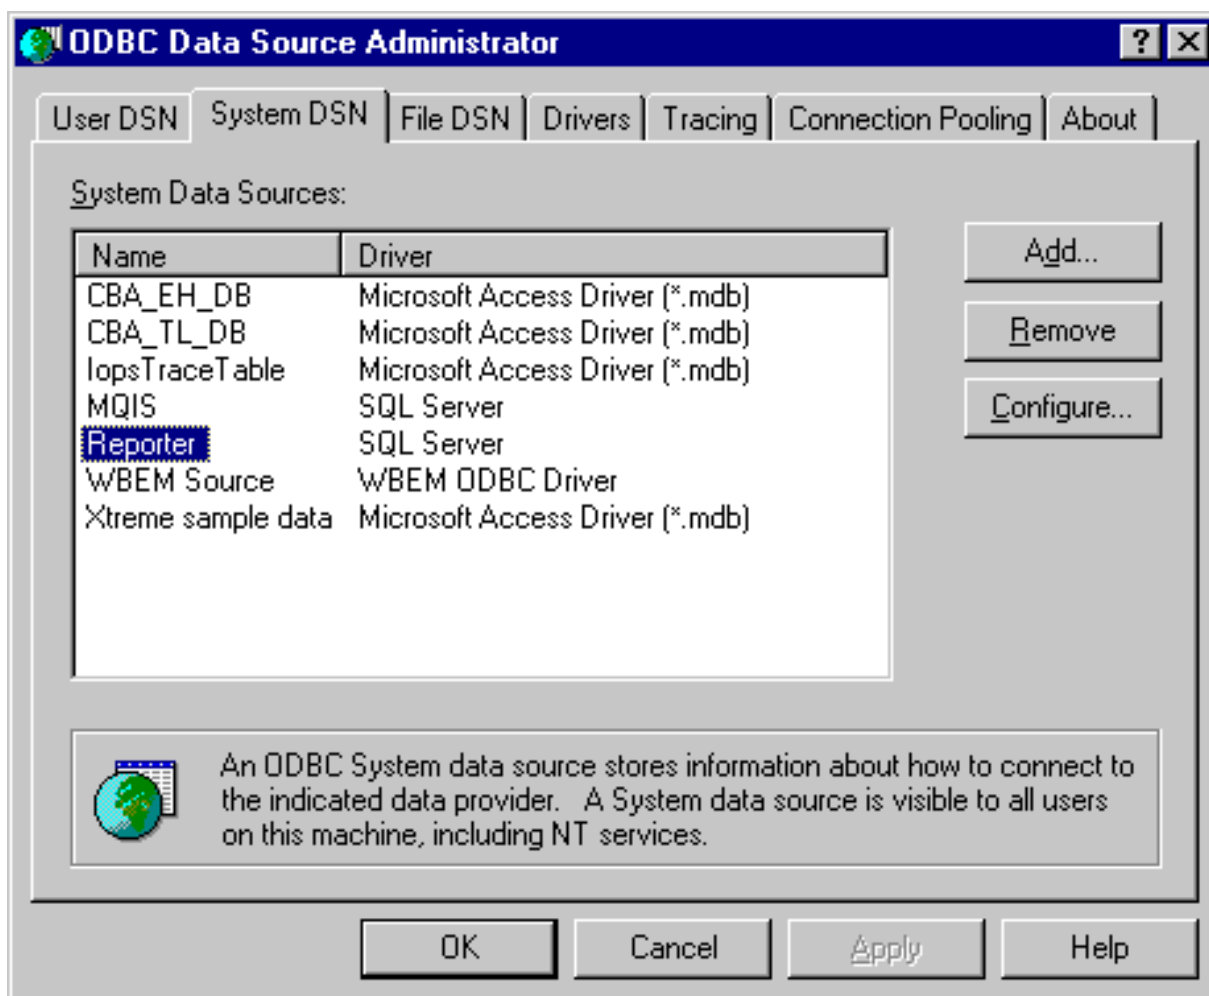 ODBC Data Source Administrator
User DSN System DSN File DSN Drivers Tracing Connection Pooling About
System Data Sources:
Name Driver
CBA_EH_DB Microsoft Access Driver (*.mdb)
CBA_TL_DB Microsoft Access Driver (*.mdb)
IopsTraceTable Microsoft Access Driver (*.mdb)
MQIS SQL Server
Reporter SQL Server
WBEM Source WBEM ODBC Driver
Xtreme sample data Microsoft Access Driver (*.mdb)
Add...
Remove
Configure...
An ODBC System data source stores information about how to connect to
the indicated data provider. A System data source is visible to all users
on this machine, including NT services.
OK Cancel Apply Help